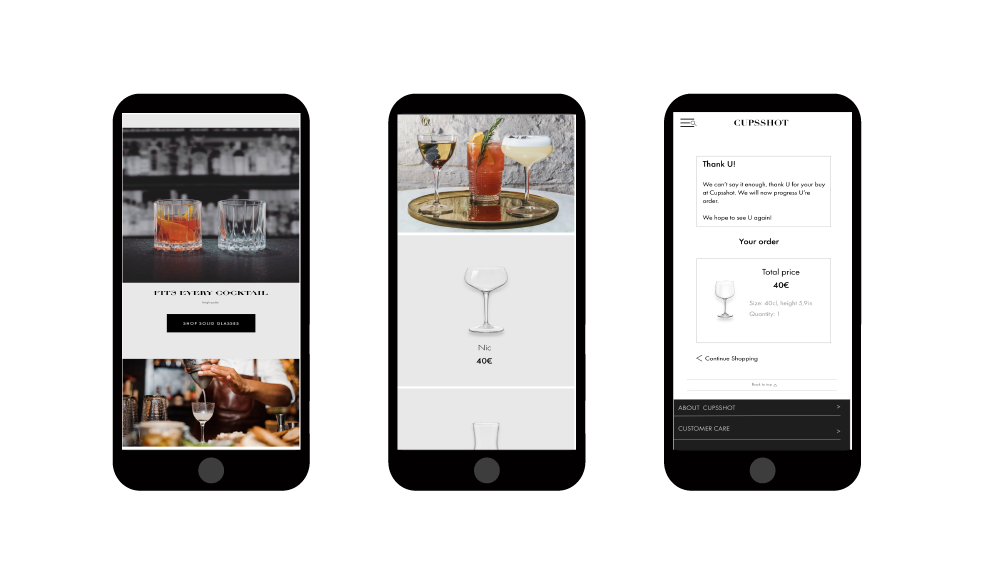 FITS EVERY COCKTAIL
SHOP SOLID GLASSES
Nic
40€
CUPSSHOT
Thank U!
We can't say it enough, thank U for your buy
at Cupsshot. We will now progress U're
order.
We hope to see U again!
Your order
Total price
40€
Size: 40cl, height 5.9in
Quantity: 1
< Continue Shopping
Back to top
ABOUT CUPSSHOT >
CUSTOMER CARE >